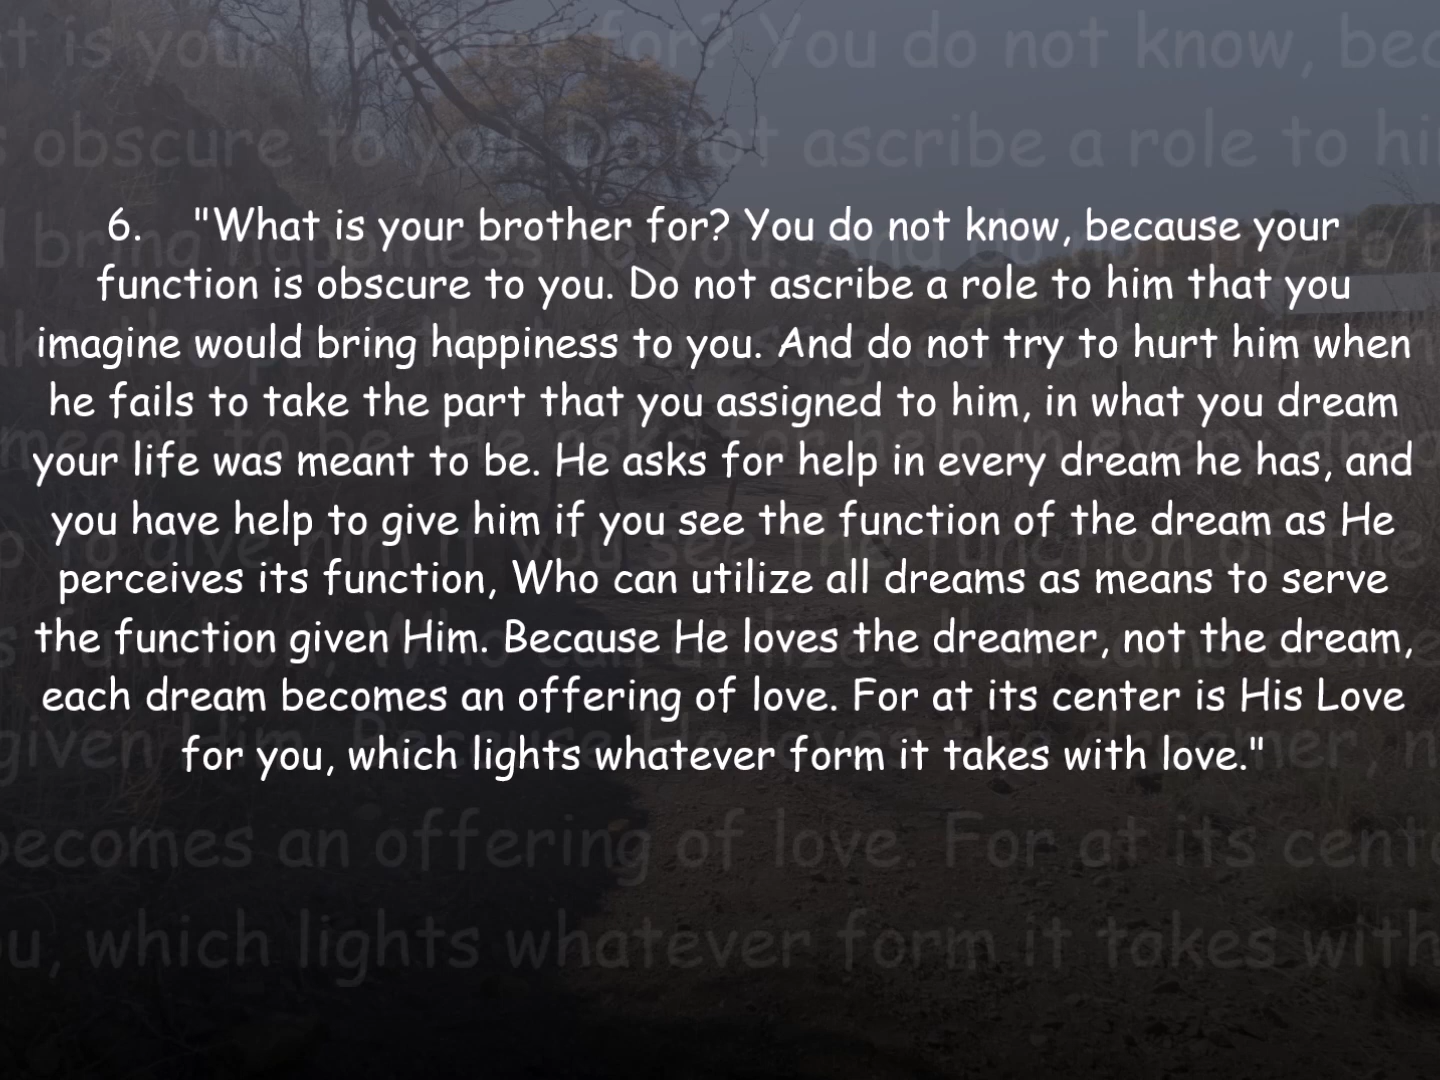 6. "What is your brother for? You do not know, because your
function is obscure to you. Do not ascribe a role to him that you
imagine would bring happiness to you. And do not try to hurt him when
he fails to take the part that you assigned to him, in what you dream
your life was meant to be. He asks for help in every dream he has, and
you have help to give him if you see the function of the dream as He
perceives its function, Who can utilize all dreams as means to serve
the function given Him. Because He loves the dreamer, not the dream,
each dream becomes an offering of love. For at its center is His Love
for you, which lights whatever form it takes with love."